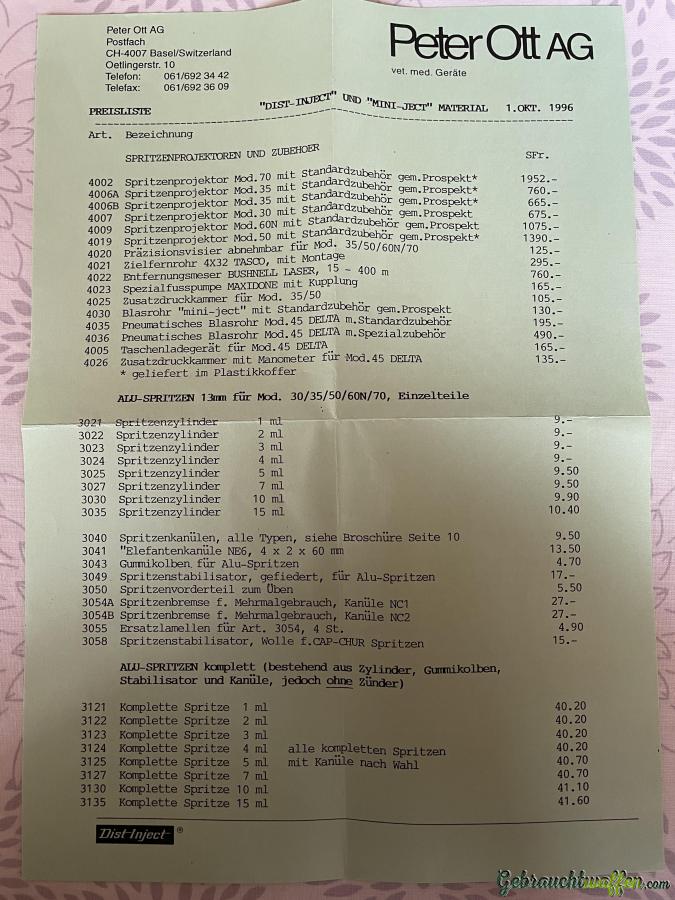 Peter Ott AG
Postfach
CH-4007 Basel/Switzerland
Oetlingerstr. 10
Telefon: 061/692 34 42
Telefax: 061/692 36 09
Peter Ott AG
vet. med. Geräte
PREISLISTE "DIST-INJECT" UND "MINI-JECT" MATERIAL 1.OKT. 1996
Art. Bezeichnung
SPRITZENPROJEKTOREN UND ZUBEHOER SFr.
4002 Spritzenprojektor Mod.70 mit Standardzubehör gem.Prospekt* 1952.-
4006A Spritzenprojektor Mod.35 mit Standardzubehör gem.Prospekt* 760.-
4006B Spritzenprojektor Mod.35 mit Standardzubehör gem.Prospekt* 665.-
4007 Spritzenprojektor Mod.30 mit Standardzubehör gem.Prospekt 675.-
4009 Spritzenprojektor Mod.60N mit Standardzubehör gem.Prospekt 1075.-
4019 Spritzenprojektor Mod.50 mit Standardzubehör gem.Prospekt* 1390.-
4020 Präzisionsvisier abnehmbar für Mod. 35/50/60N/70 125.-
4021 Zielfernrohr 4X32 TASCO, mit Montage 295.-
4022 Entfernungsmeser BUSHNELL LASER, 15 - 400 m 760.-
4023 Spezialfusspumpe MAXIDONE mit Kupplung 165.-
4025 Zusatzdruckkammer für Mod. 35/50 105.-
4030 Blasrohr "mini-ject" mit Standardzubehör gem.Prospekt 130.-
4035 Pneumatisches Blasrohr Mod.45 DELTA m.Standardzubehör 195.-
4036 Pneumatisches Blasrohr Mod.45 DELTA m.Spezialzubehör 490.-
4005 Taschenladegerät für Mod.45 DELTA 165.-
4026 Zusatzdruckkammer mit Manometer für Mod.45 DELTA 135.-
* geliefert im Plastikkoffer
ALU-SPRITZEN 13mm für Mod. 30/35/50/60N/70, Einzelteile
3021 Spritzenzylinder 1 ml 9.-
3022 Spritzenzylinder 2 ml 9.-
3023 Spritzenzylinder 3 ml 9.-
3024 Spritzenzylinder 4 ml 9.-
3025 Spritzenzylinder 5 ml 9.50
3027 Spritzenzylinder 7 ml 9.50
3030 Spritzenzylinder 10 ml 9.90
3035 Spritzenzylinder 15 ml 10.40
3040 Spritzenkanülen, alle Typen, siehe Broschüre Seite 10 9.50
3041 "Elefantenkanüle NE6, 4 x 2 x 60 mm 13.50
3043 Gummikolben für Alu-Spritzen 4.70
3049 Spritzenstabilisator, gefiedert, für Alu-Spritzen 17.-
3050 Spritzenvorderteil zum Üben 5.50
3054A Spritzenbremse f. Mehrmalgebrauch, Kanüle NC1 27.-
3054B Spritzenbremse f. Mehrmalgebrauch, Kanüle NC2 27.-
3055 Ersatzlamellen für Art. 3054, 4 St. 4.90
3058 Spritzenstabilisator, Wolle f.CAP-CHUR Spritzen 15.-
ALU-SPRITZEN komplett (bestehend aus Zylinder, Gummikolben,
Stabilisator und Kanüle, jedoch ohne Zünder)
3121 Komplette Spritze 1 ml 40.20
3122 Komplette Spritze 2 ml 40.20
3123 Komplette Spritze 3 ml 40.20
3124 Komplette Spritze 4 ml alle kompletten Spritzen 40.20
3125 Komplette Spritze 5 ml mit Kanüle nach Wahl 40.70
3127 Komplette Spritze 7 ml 40.70
3130 Komplette Spritze 10 ml 41.10
3135 Komplette Spritze 15 ml 41.60
Dist-Inject ®
Gebrauchtwaffen.com